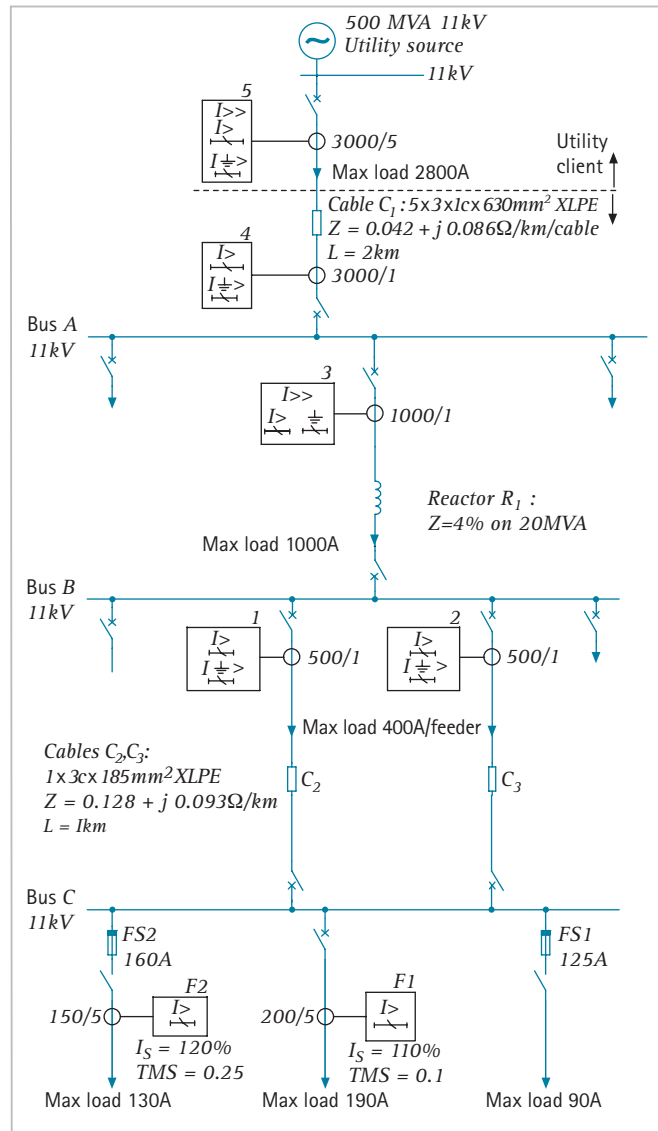 500 MVA 11kV
Utility source
11kV
5
I>>
I>
I⏚>
3000/5
Max load 2800A
Utility
client
Cable C₁ : 5x3x1cx630mm² XLPE
Z = 0.042 + j 0.086Ω/km/cable
L = 2km
4
I>
I⏚>
3000/1
Bus A
11kV
3
I>>
I> ⏚>
1000/1
Reactor R₁ :
Z=4% on 20MVA
Max load 1000A
Bus B
11kV
1
I>
I⏚>
500/1
2
I>
I⏚>
500/1
Max load 400A/feeder
Cables C₂,C₃:
1x3cx185mm² XLPE
Z = 0.128 + j 0.093Ω/km
L = Ikm
C₂
C₃
Bus C
11kV
FS2
160A
FS1
125A
F2
I>
150/5
F1
I>
200/5
Iₛ = 120%
TMS = 0.25
Iₛ = 110%
TMS = 0.1
Max load 130A
Max load 190A
Max load 90A